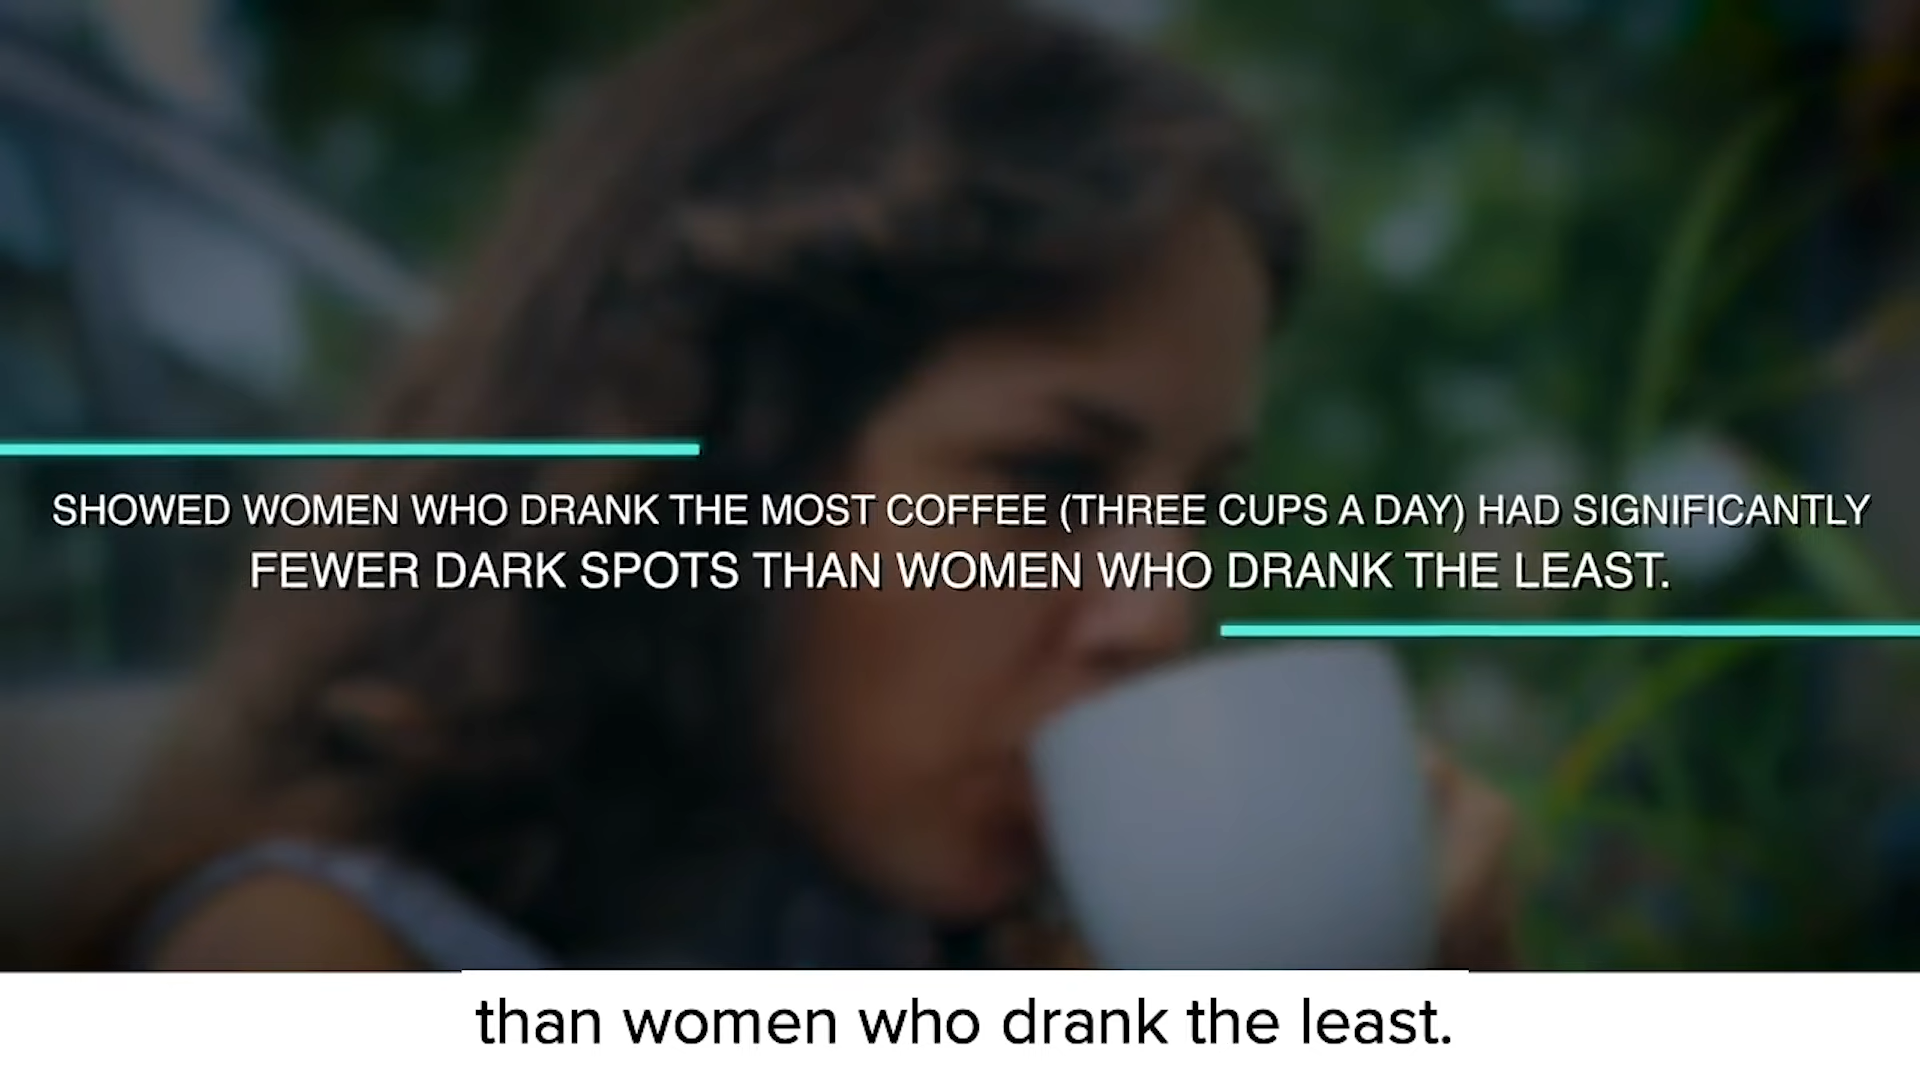 SHOWED WOMEN WHO DRANK THE MOST COFFEE (THREE CUPS A DAY) HAD SIGNIFICANTLY
FEWER DARK SPOTS THAN WOMEN WHO DRANK THE LEAST.
than women who drank the least.